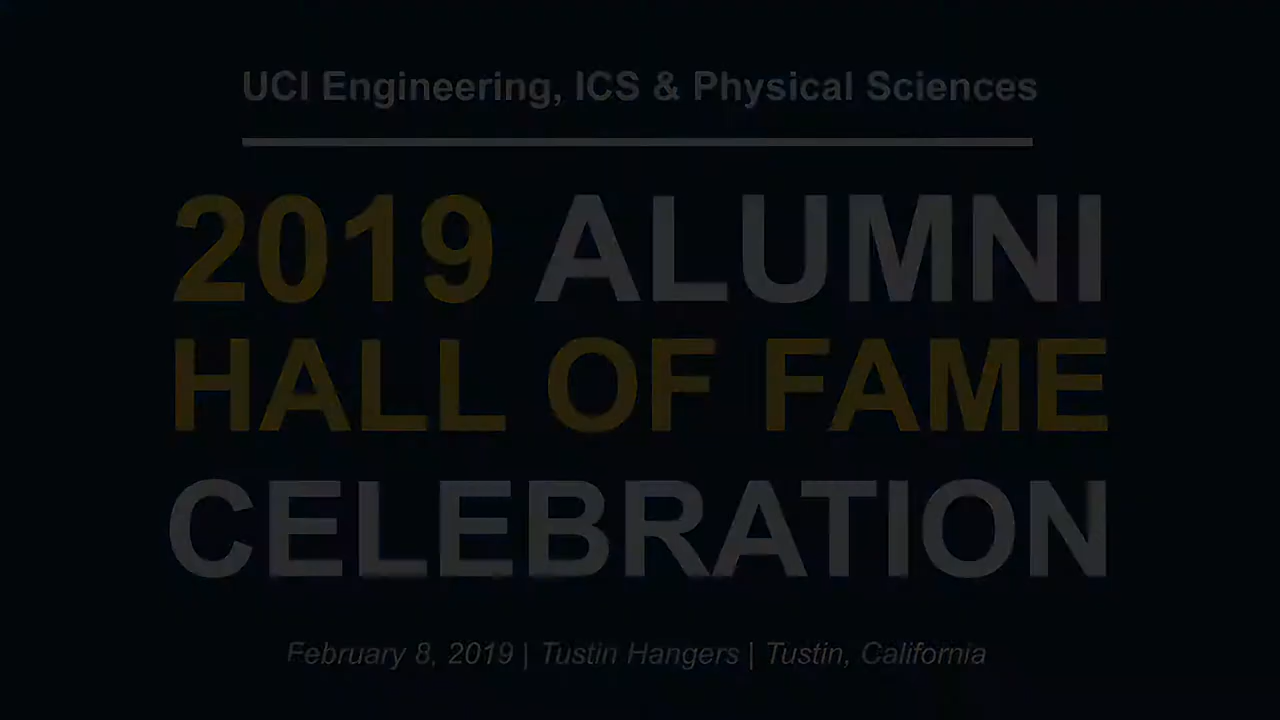 UCI Engineering, ICS & Physical Sciences
2019 ALUMNI
HALL OF FAME
CELEBRATION
February 8, 2019 | Tustin Hangers | Tustin, California